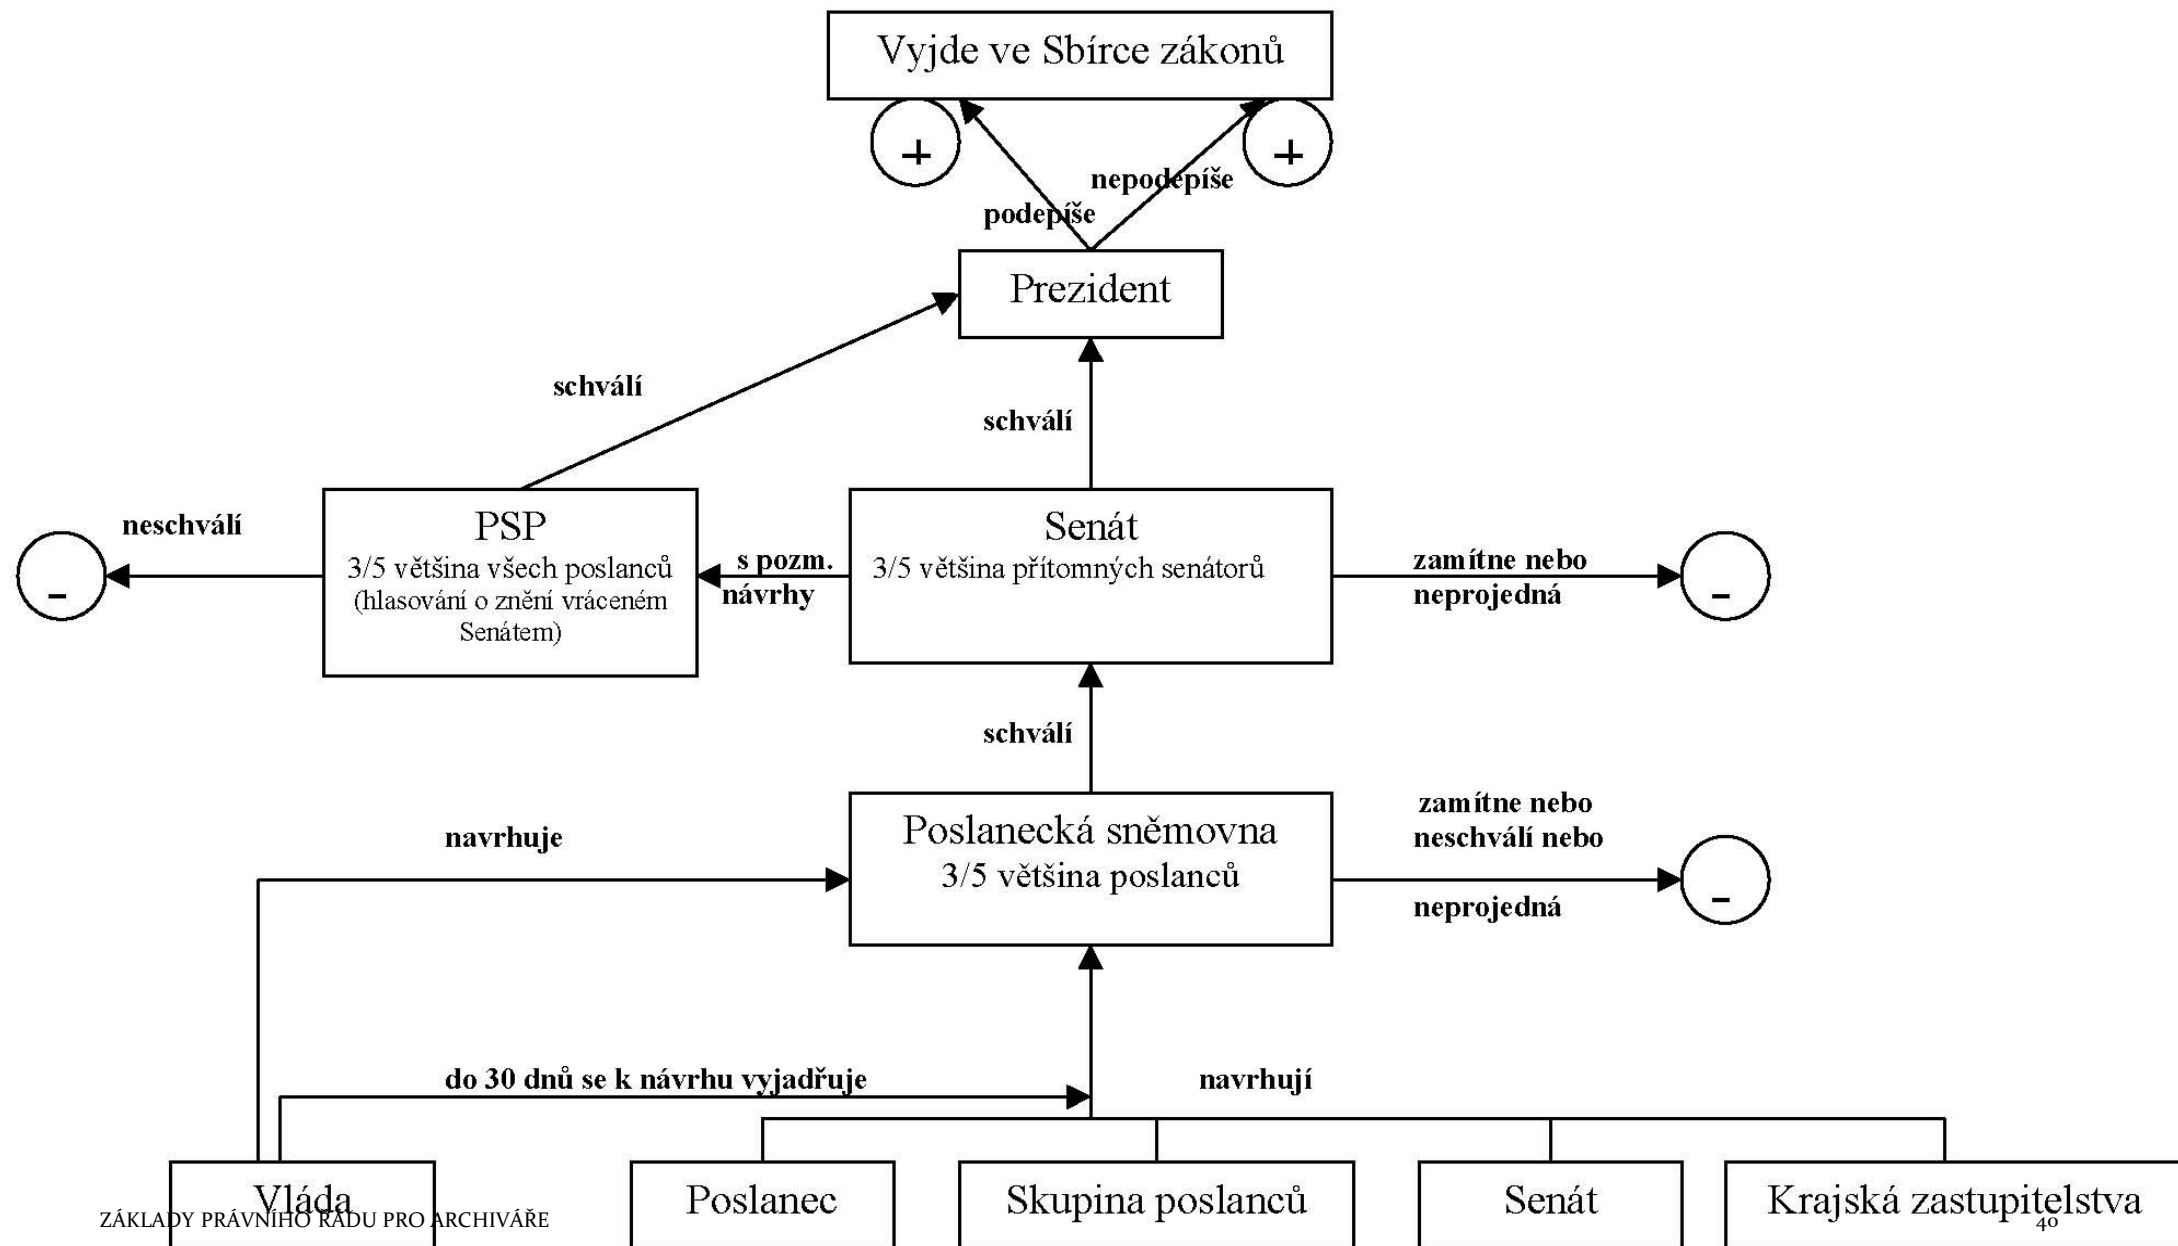 Vyjde ve Sbírce zákonů
+
+
nepodepíše
podepíše
Prezident
schválí
schválí
neschválí
-
PSP
3/5 většina všech poslanců
(hlasování o znění vráceném
Senátem)
s pozm.
návrhy
Senát
3/5 většina přítomných senátorů
zamítne nebo
neprojedná
-
schválí
navrhuje
Poslanecká sněmovna
3/5 většina poslanců
zamítne nebo
neschválí nebo
neprojedná
-
do 30 dnů se k návrhu vyjadřuje
navrhují
Vláda
Poslanec
Skupina poslanců
Senát
Krajská zastupitelstva
ZÁKLADY PRÁVNÍHO ŘÁDU PRO ARCHIVÁŘE
40